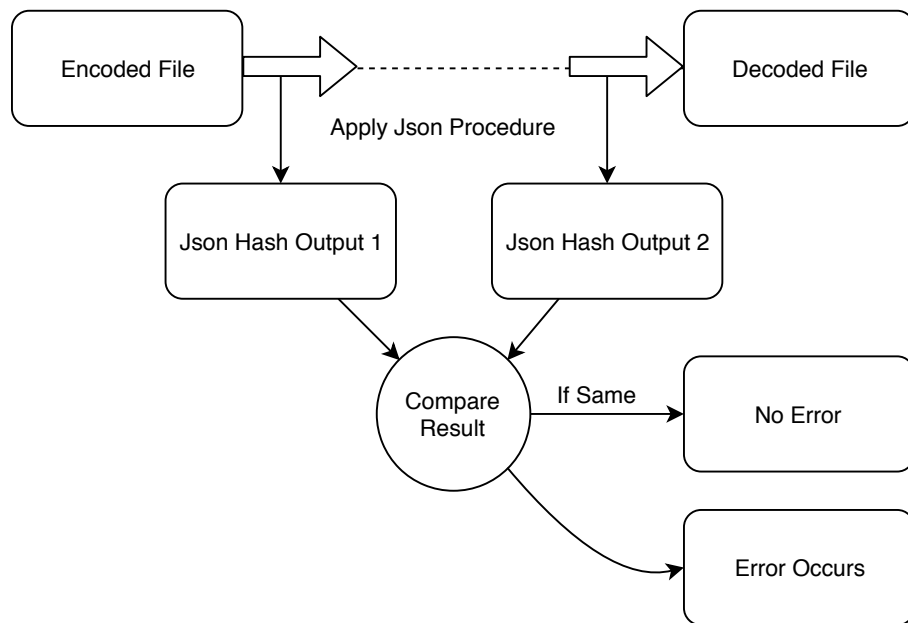 Encoded File
Decoded File
Apply Json Procedure
Json Hash Output 1
Json Hash Output 2
Compare
Result
If Same
No Error
Error Occurs